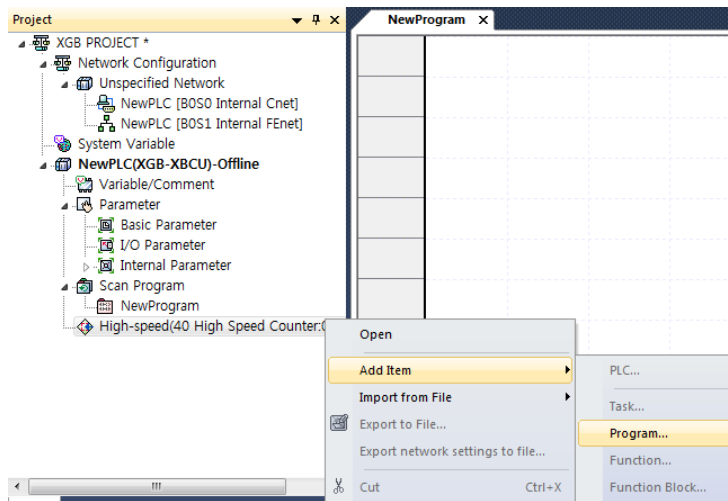 Project
XGB PROJECT *
Network Configuration
Unspecified Network
NewPLC [B0S0 Internal Cnet]
NewPLC [B0S1 Internal FEnet]
System Variable
NewPLC(XGB-XBCU)-Offline
Variable/Comment
Parameter
Basic Parameter
I/O Parameter
Internal Parameter
Scan Program
NewProgram
High-speed(40 High Speed Counter:
NewProgram
Open
Add Item
Import from File
Export to File...
Export network settings to file...
Cut Ctrl+X
PLC...
Task...
Program...
Function...
Function Block...